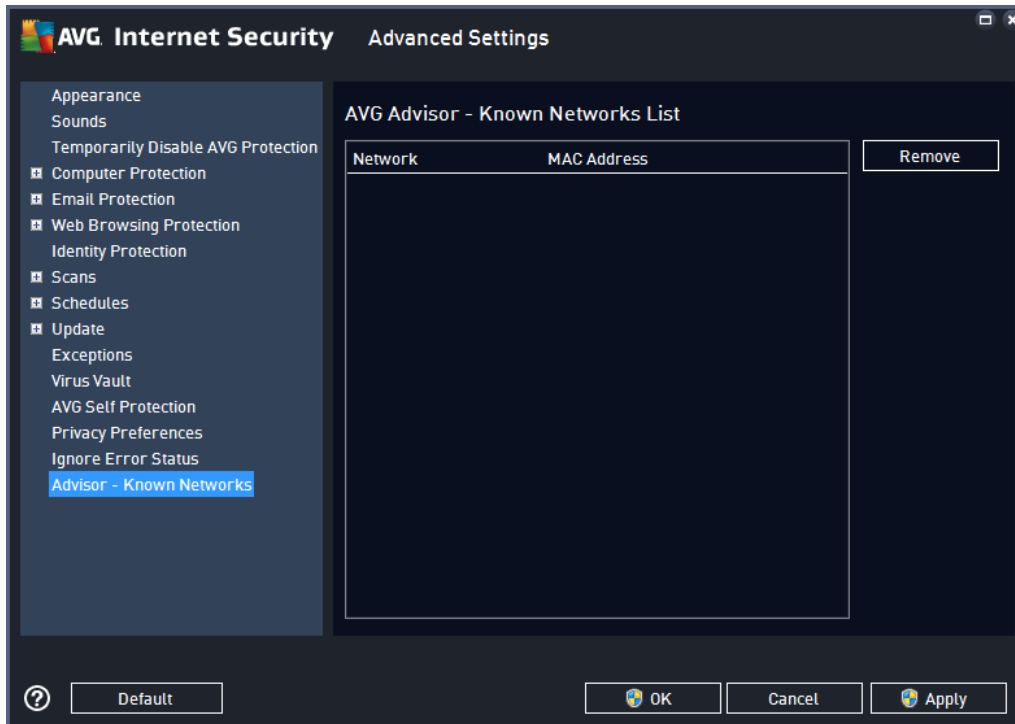 AVG. Internet Security Advanced Settings
Appearance
Sounds
Temporarily Disable AVG Protection
Computer Protection
Email Protection
Web Browsing Protection
Identity Protection
Scans
Schedules
Update
Exceptions
Virus Vault
AVG Self Protection
Privacy Preferences
Ignore Error Status
Advisor - Known Networks
AVG Advisor - Known Networks List
Network MAC Address
Remove
? Default OK Cancel Apply